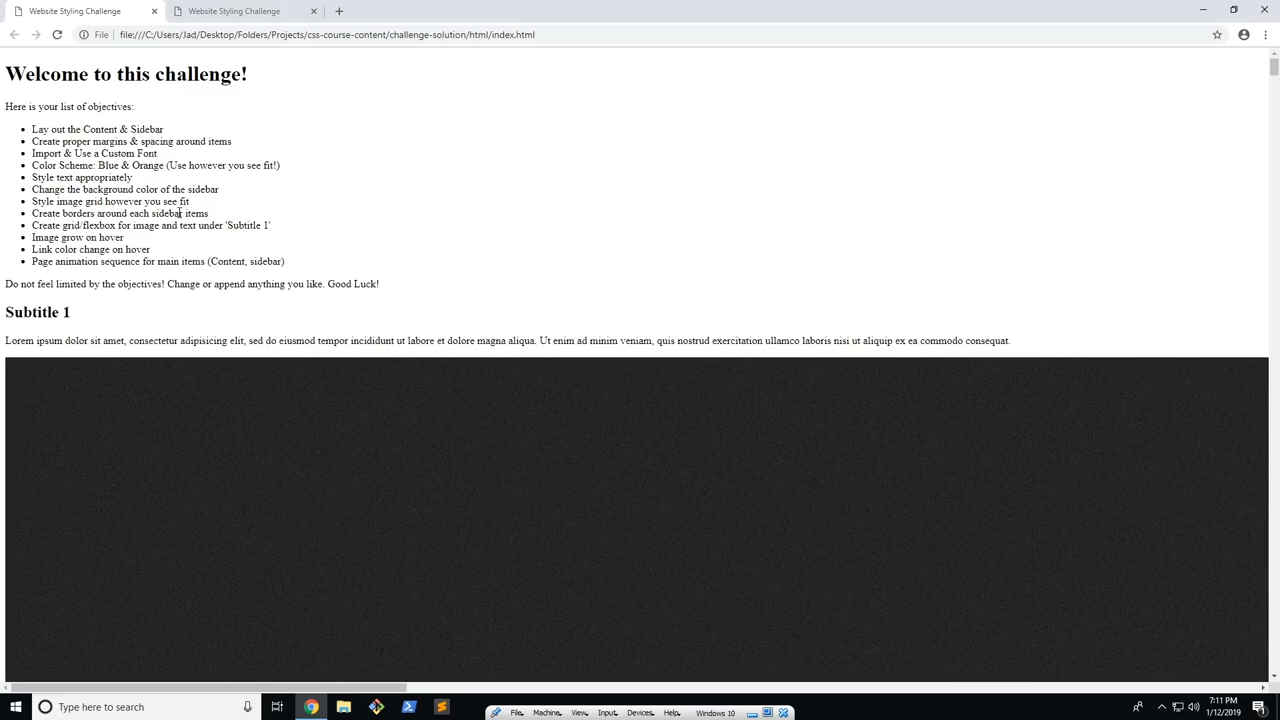 Website Styling Challenge
Website Styling Challenge
File
file:///C:/Users/Jad/Desktop/Folders/Projects/css-course-content/challenge-solution/html/index.html
Welcome to this challenge!
Here is your list of objectives:
Lay out the Content & Sidebar
Create proper margins & spacing around items
Import & Use a Custom Font
Color Scheme: Blue & Orange (Use however you see fit!)
Style text appropriately
Change the background color of the sidebar
Style image grid however you see fit
Create borders around each sidebar items
Create grid/flexbox for image and text under 'Subtitle 1'
Image grow on hover
Link color change on hover
Page animation sequence for main items (Content, sidebar)
Do not feel limited by the objectives! Change or append anything you like. Good Luck!
Subtitle 1
Lorem ipsum dolor sit amet, consectetur adipisicing elit, sed do eiusmod tempor incididunt ut labore et dolore magna aliqua. Ut enim ad minim veniam, quis nostrud exercitation ullamco laboris nisi ut aliquip ex ea commodo consequat.
Type here to search
File Machine View Input Devices Help Windows 10
7:11 PM
1/12/2019
1